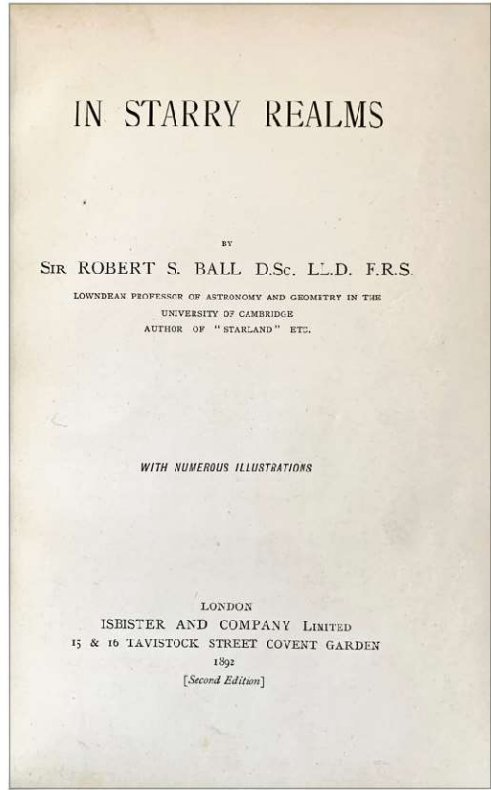 IN STARRY REALMS
BY
SIR ROBERT S. BALL D.Sc. LL.D. F.R.S.
LOWNDEAN PROFESSOR OF ASTRONOMY AND GEOMETRY IN THE
UNIVERSITY OF CAMBRIDGE
AUTHOR OF "STARLAND" ETC.
WITH NUMEROUS ILLUSTRATIONS
LONDON
ISBISTER AND COMPANY LIMITED
15 & 16 TAVISTOCK STREET COVENT GARDEN
1892
[Second Edition]